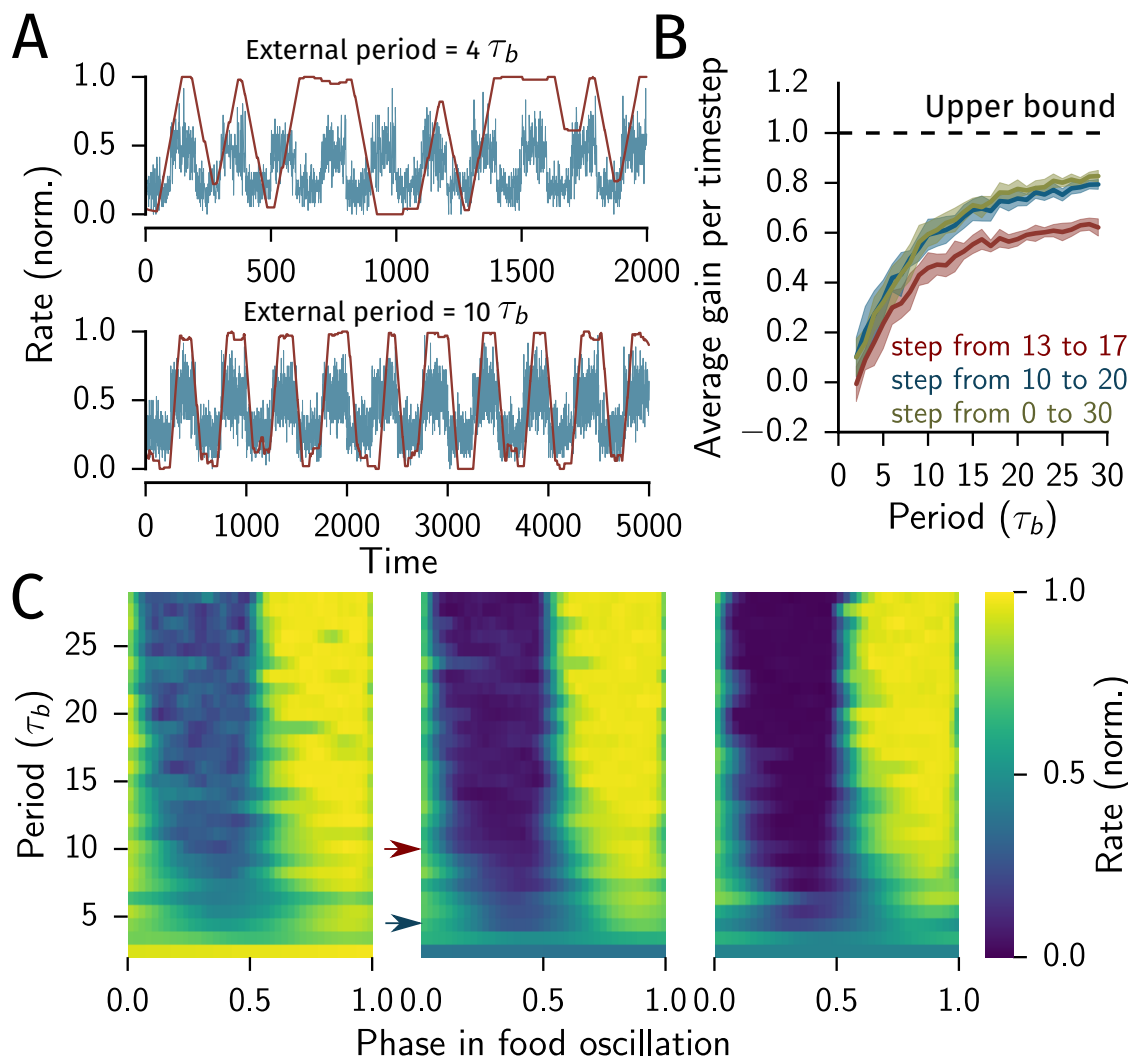 A
External period = 4 τb
1.0
0.5
0.0
0 500 1000 1500 2000
External period = 10 τb
1.0
0.5
0.0
0 1000 2000 3000 4000 5000
Rate (norm.)
Time
B
Average gain per timestep
1.2
1.0
0.8
0.6
0.4
0.2
0.0
−0.2
Upper bound
step from 13 to 17
step from 10 to 20
step from 0 to 30
0 5 10 15 20 25 30
Period (τb)
C
Period (τb)
25
20
15
10
5
0.0 0.5 1.0
0.0 0.5 1.0
0.0 0.5 1.0
Phase in food oscillation
1.0
0.5
0.0
Rate (norm.)